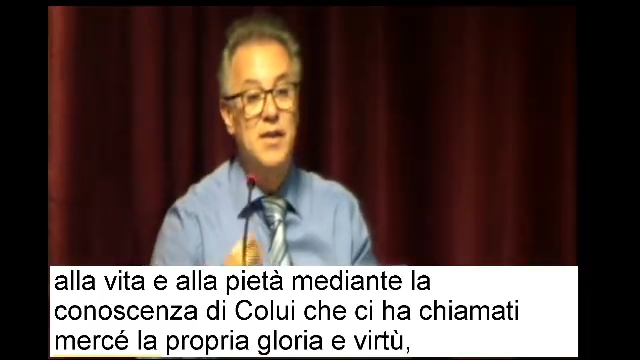 alla vita e alla pietà mediante la
conoscenza di Colui che ci ha chiamati
mercé la propria gloria e virtù,